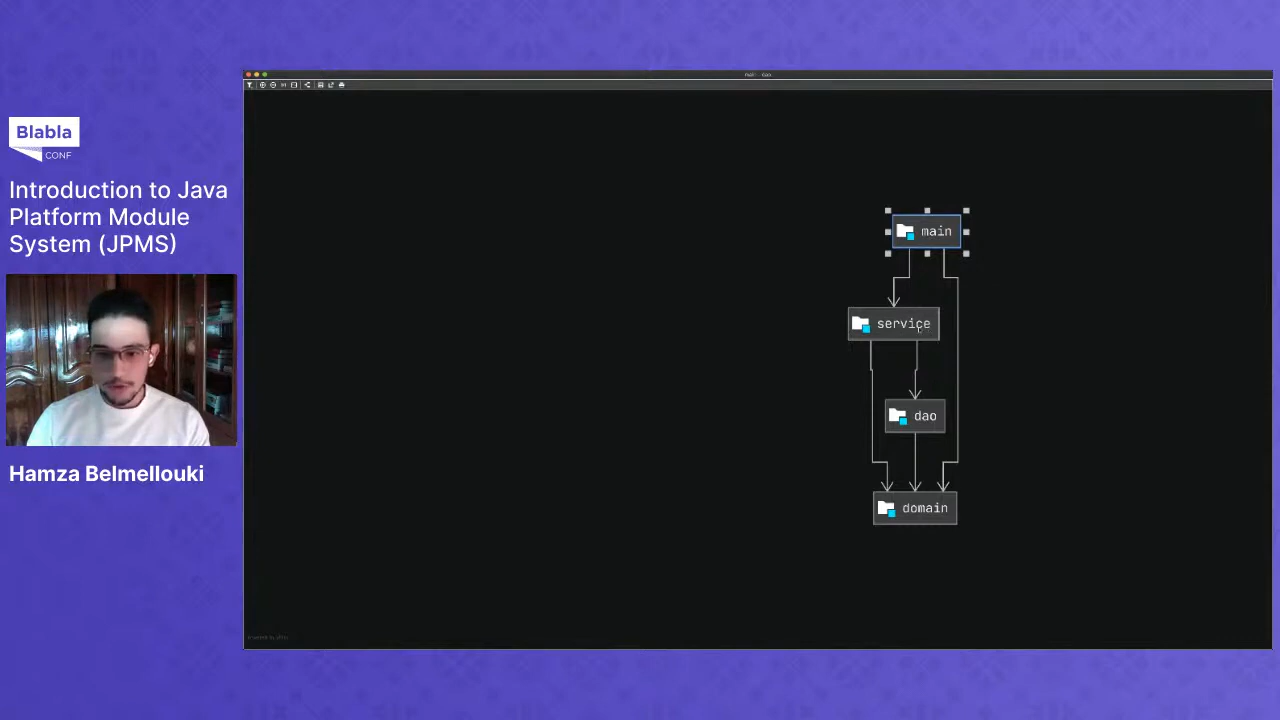 Blabla
CONF
Introduction to Java
Platform Module
System (JPMS)
Hamza Belmellouki
main
service
dao
domain